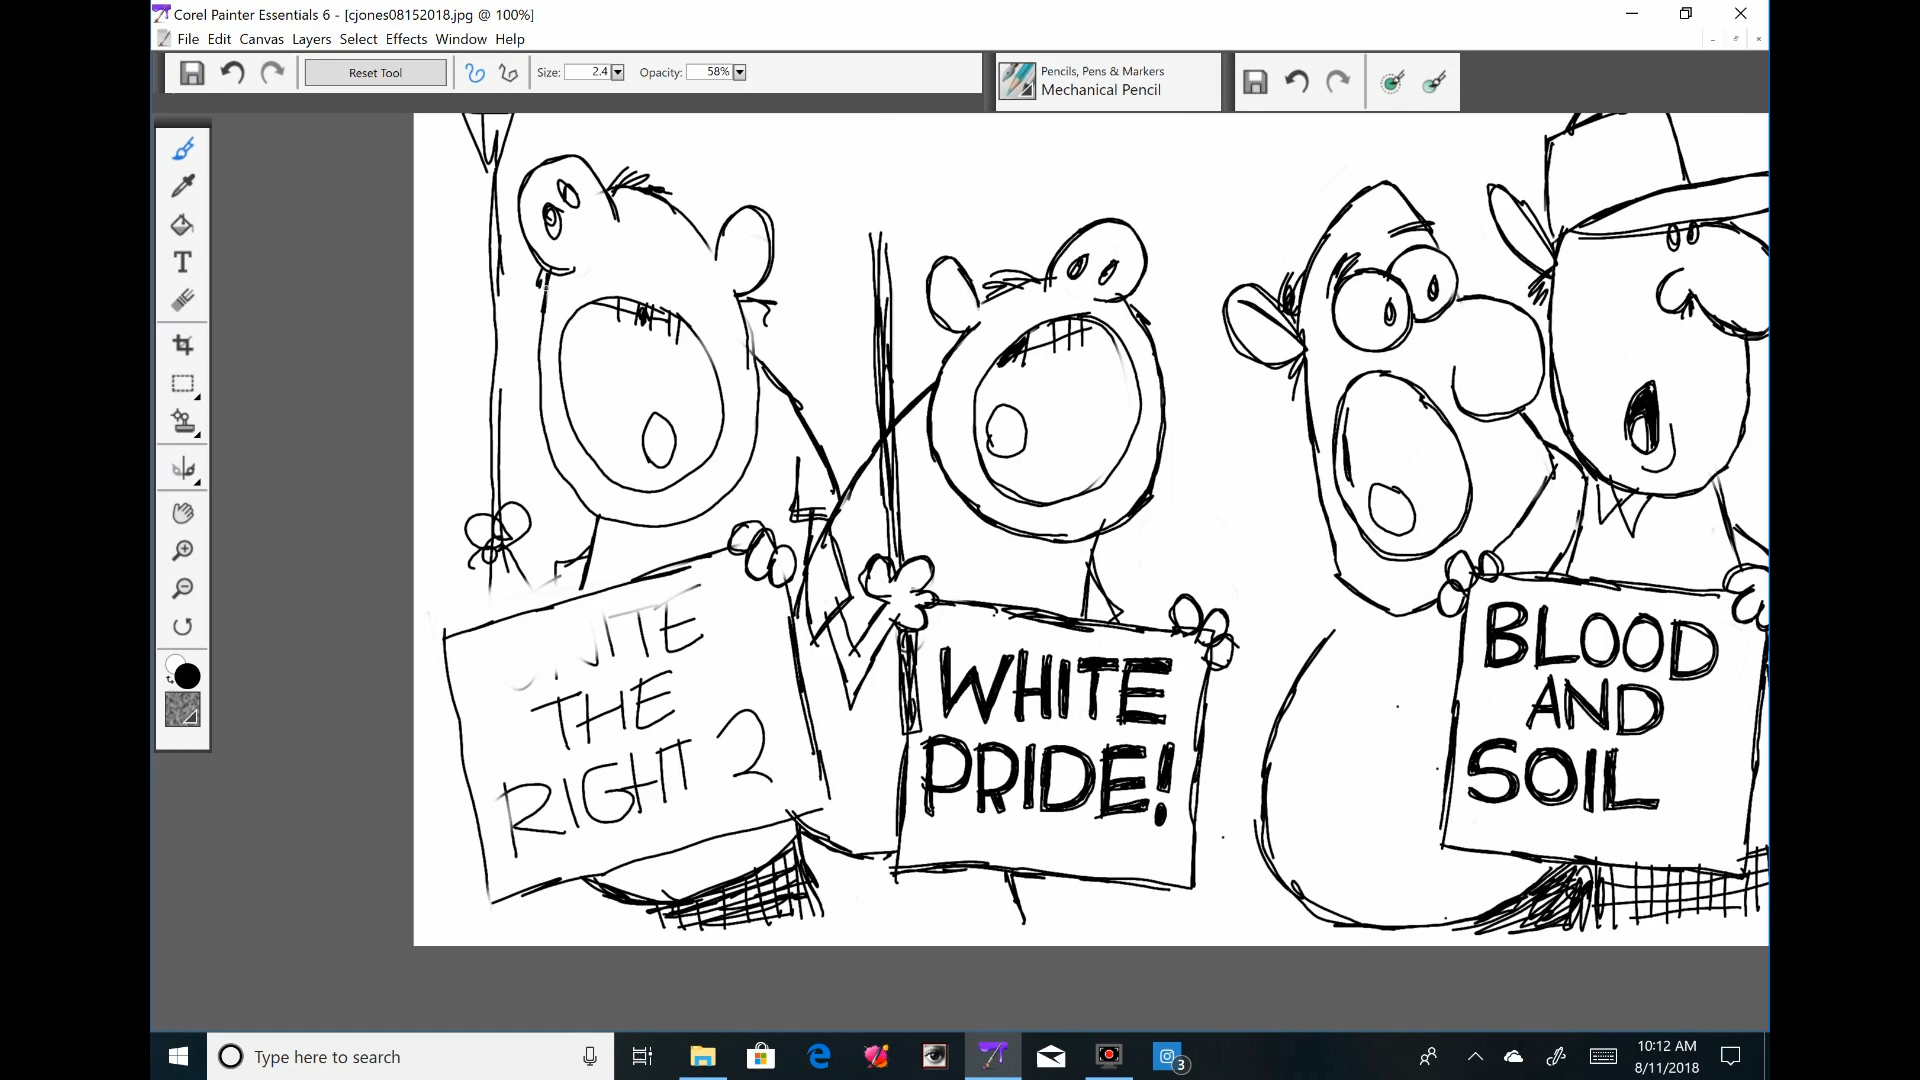 Corel Painter Essentials 6 - [cjones08152018.jpg @ 100%]
File Edit Canvas Layers Select Effects Window Help
Reset Tool Size: 2.4 Opacity: 58%
Pencils, Pens & Markers
Mechanical Pencil
THE
RIGHT 2
WHITE
PRIDE!
BLOOD
AND
SOIL
Type here to search
3
10:12 AM
8/11/2018